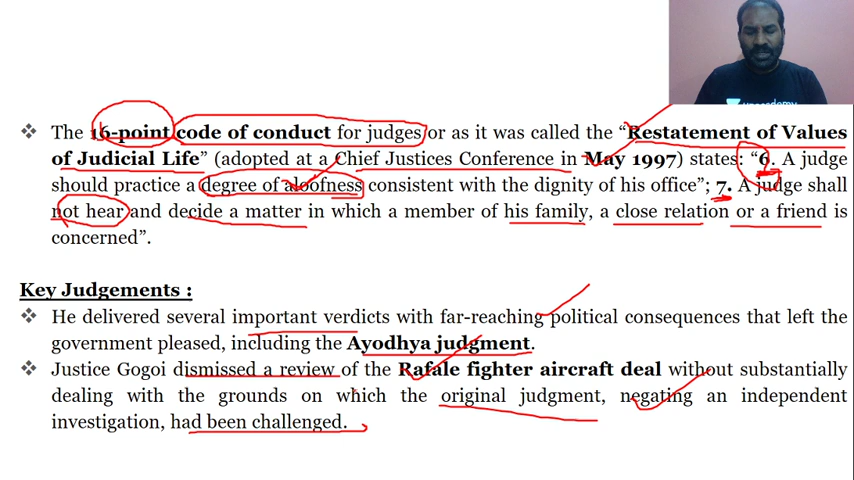 ❖ The 16-point code of conduct for judges or as it was called the “Restatement of Values
of Judicial Life” (adopted at a Chief Justices Conference in May 1997) states: “6. A judge
should practice a degree of aloofness consistent with the dignity of his office”; 7. A judge shall
not hear and decide a matter in which a member of his family, a close relation or a friend is
concerned”.
Key Judgements :
❖ He delivered several important verdicts with far-reaching political consequences that left the
government pleased, including the Ayodhya judgment.
❖ Justice Gogoi dismissed a review of the Rafale fighter aircraft deal without substantially
dealing with the grounds on which the original judgment, negating an independent
investigation, had been challenged.